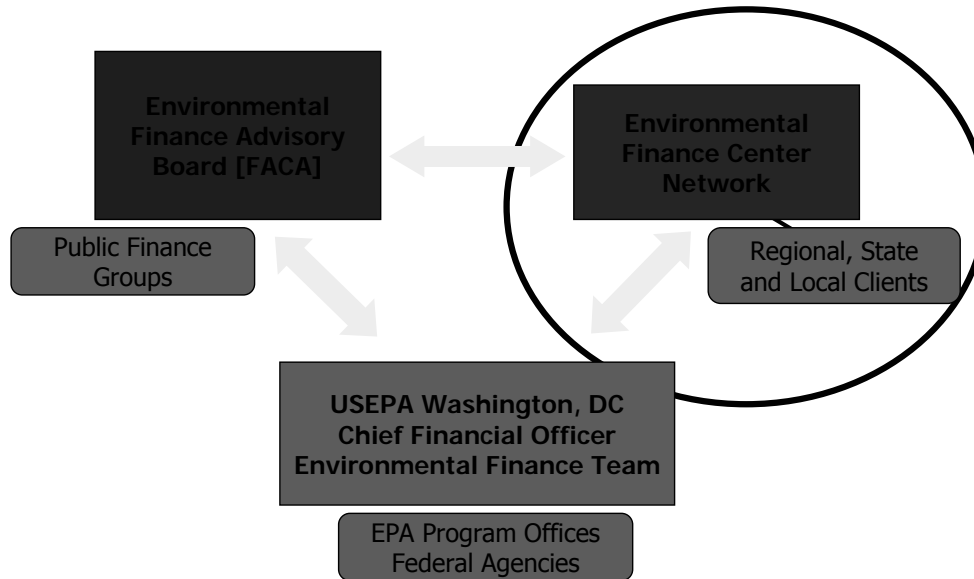 Environmental
Finance Advisory
Board [FACA]
Environmental
Finance Center
Network
Public Finance
Groups
Regional, State
and Local Clients
USEPA Washington, DC
Chief Financial Officer
Environmental Finance Team
EPA Program Offices
Federal Agencies